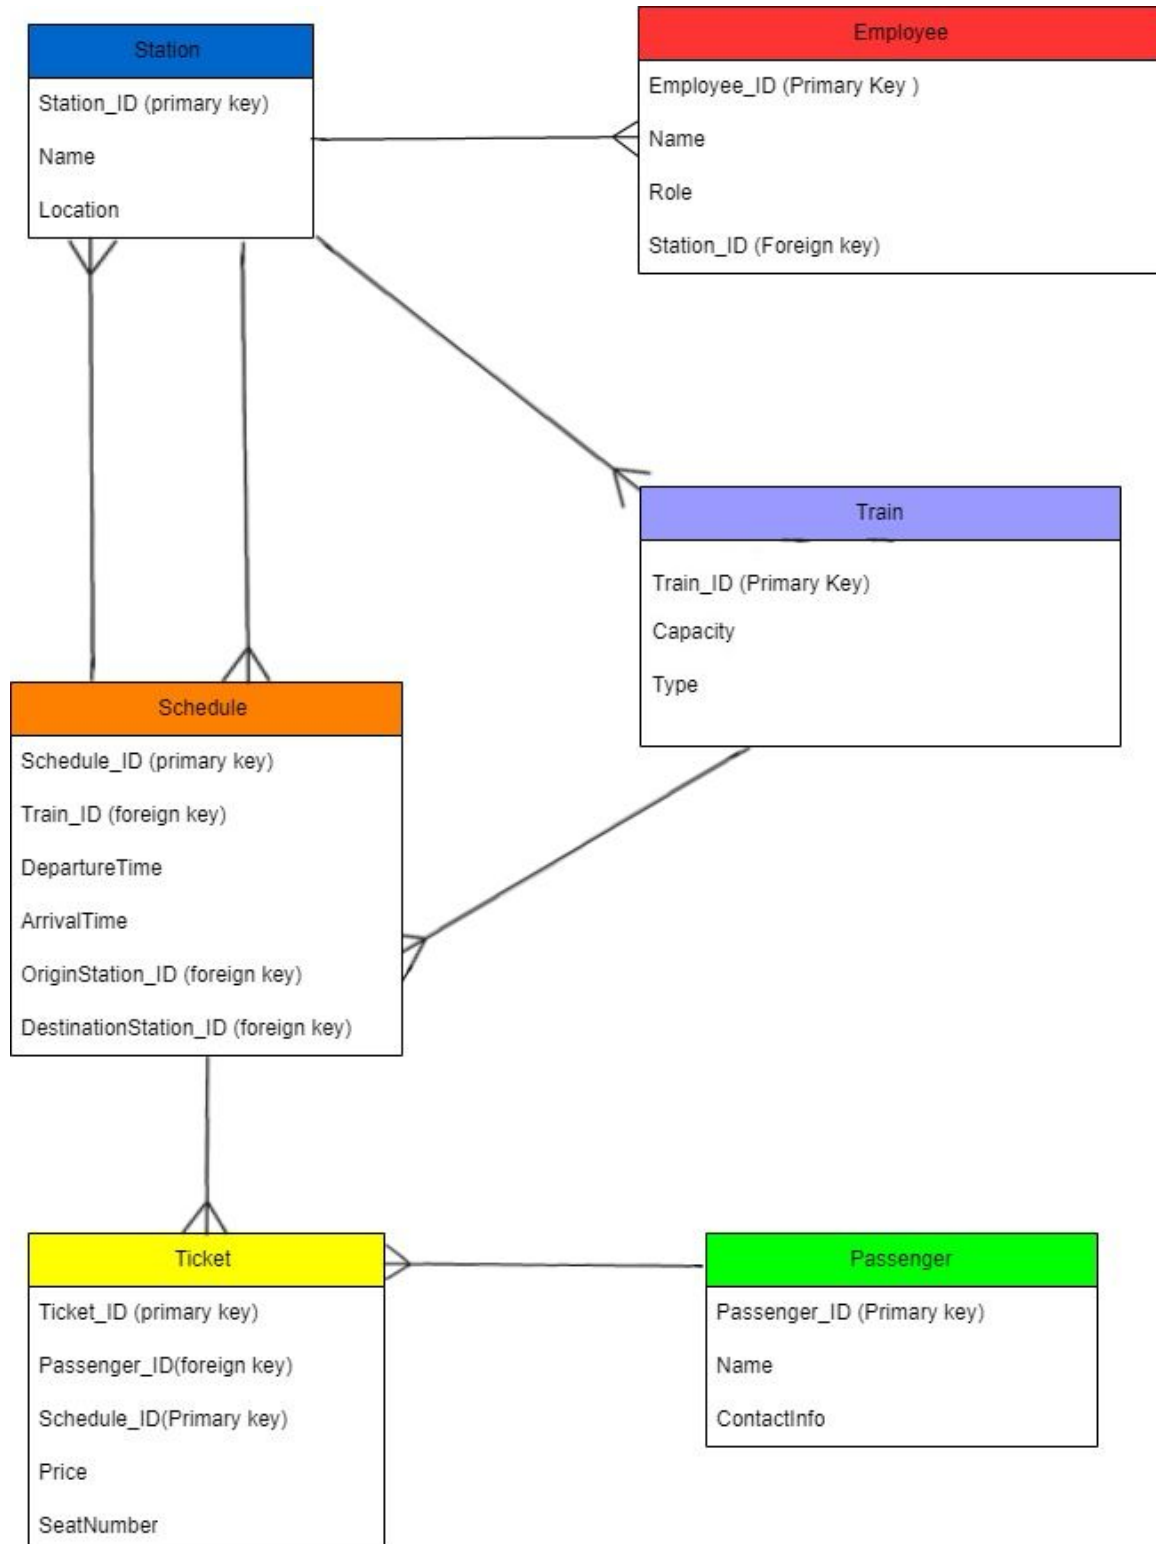 Station
Station_ID (primary key)
Name
Location
Employee
Employee_ID (Primary Key )
Name
Role
Station_ID (Foreign key)
Train
Train_ID (Primary Key)
Capacity
Type
Schedule
Schedule_ID (primary key)
Train_ID (foreign key)
DepartureTime
ArrivalTime
OriginStation_ID (foreign key)
DestinationStation_ID (foreign key)
Ticket
Ticket_ID (primary key)
Passenger_ID(foreign key)
Schedule_ID(Primary key)
Price
SeatNumber
Passenger
Passenger_ID (Primary key)
Name
ContactInfo